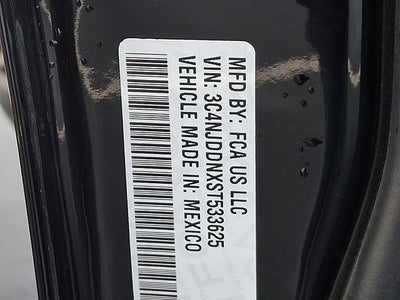 MFD BY: FCA US LLC
VIN: 3C4NJDDNXST533625
VEHICLE MADE IN: MEXICO